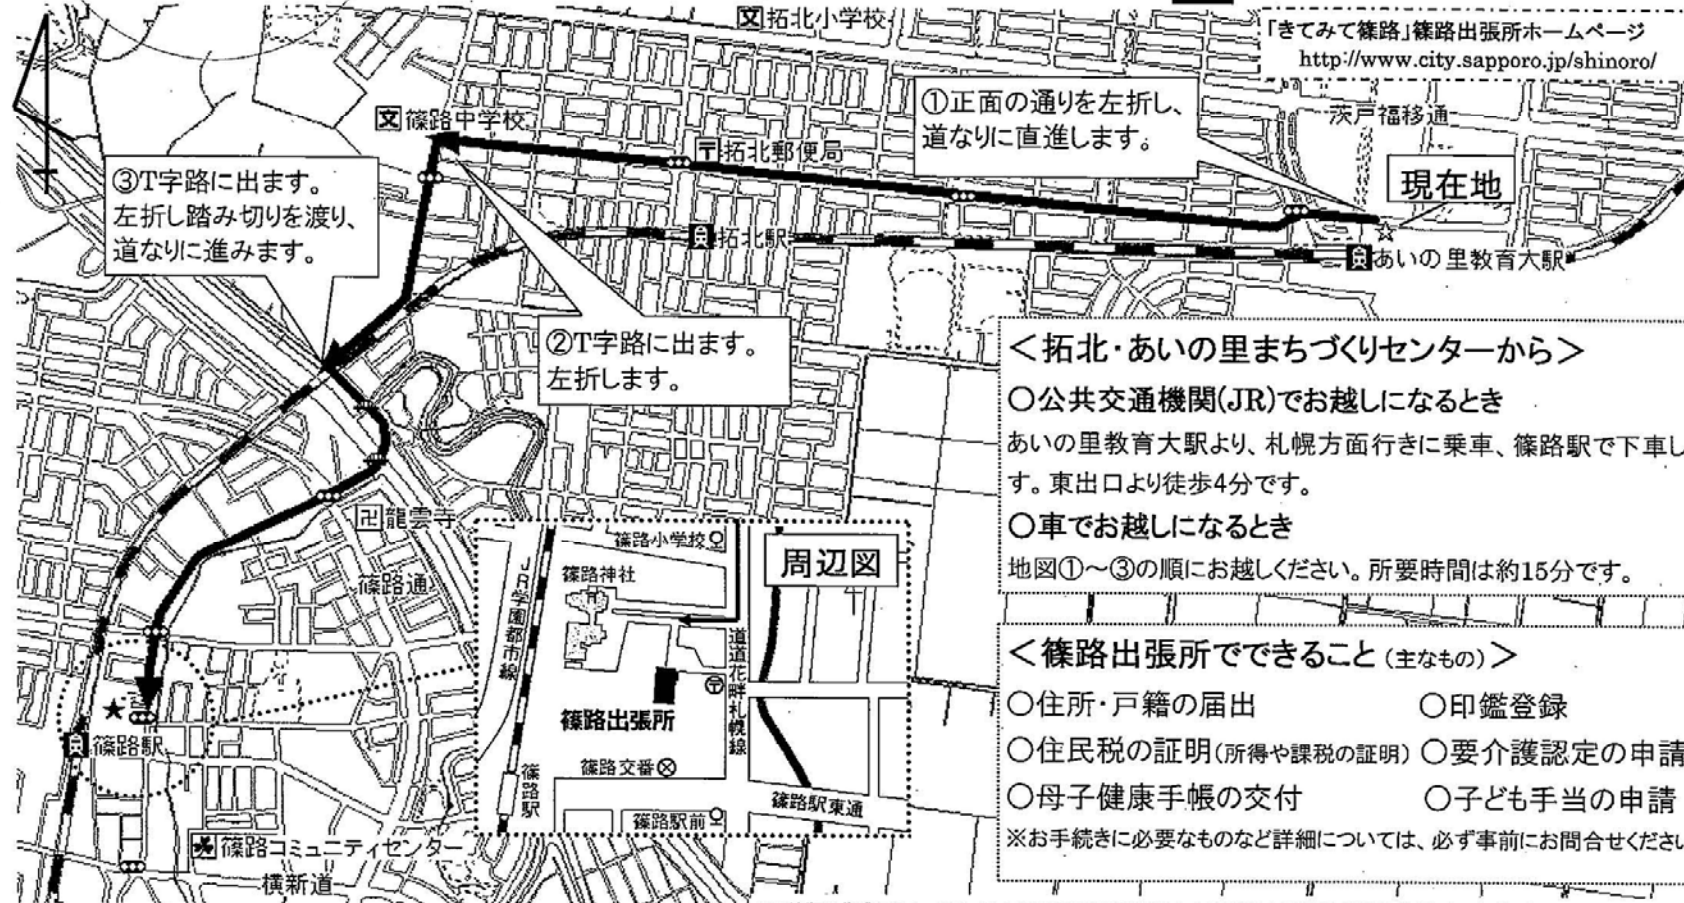 文拓北小学校
「きてみて篠路」篠路出張所ホームページ
http://www.city.sapporo.jp/shinoro/
①正面の通りを左折し、
道なりに直進します。
茨戸福移通
文篠路中学校
〒拓北郵便局
現在地
③T字路に出ます。
左折し踏み切りを渡り、
道なりに進みます。
拓北駅
あいの里教育大駅
②T字路に出ます。
左折します。
＜拓北・あいの里まちづくりセンターから＞
○公共交通機関(JR)でお越しになるとき
あいの里教育大駅より、札幌方面行きに乗車、篠路駅で下車し
す。東出口より徒歩4分です。
○車でお越しになるとき
地図①～③の順にお越しください。所要時間は約15分です。
卍龍雲寺
篠路通
篠路駅
篠路コミュニティセンター
横新道
周辺図
篠路小学校
篠路神社
JR学園都市線
道道花畔札幌線
〒
篠路出張所
篠路交番
篠路駅
篠路駅東通
篠路駅前
＜篠路出張所でできること(主なもの)＞
○住所・戸籍の届出 ○印鑑登録
○住民税の証明(所得や課税の証明) ○要介護認定の申請
○母子健康手帳の交付 ○子ども手当の申請
※お手続きに必要なものなど詳細については、必ず事前にお問合せください